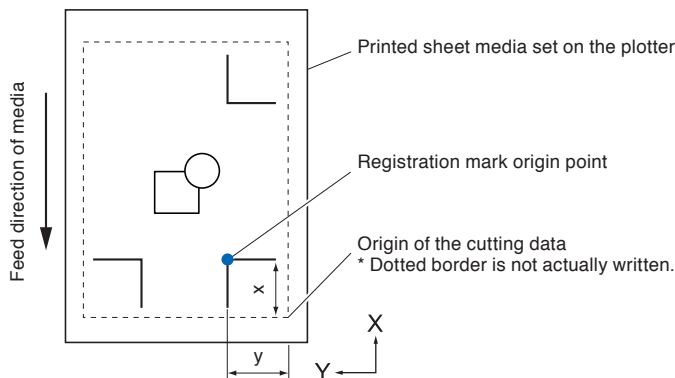 Printed sheet media set on the plotter
Feed direction of media
Registration mark origin point
Origin of the cutting data
* Dotted border is not actually written.
x
y
X
Y